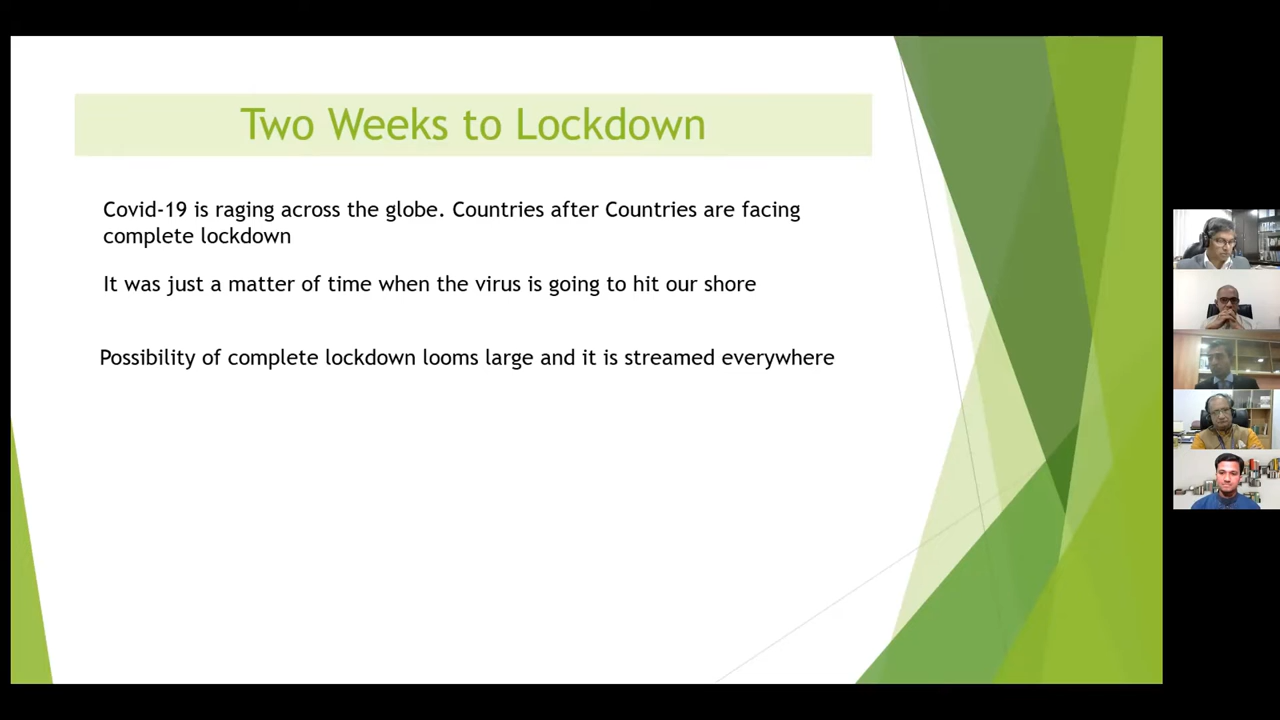 Two Weeks to Lockdown
Covid-19 is raging across the globe. Countries after Countries are facing
complete lockdown
It was just a matter of time when the virus is going to hit our shore
Possibility of complete lockdown looms large and it is streamed everywhere